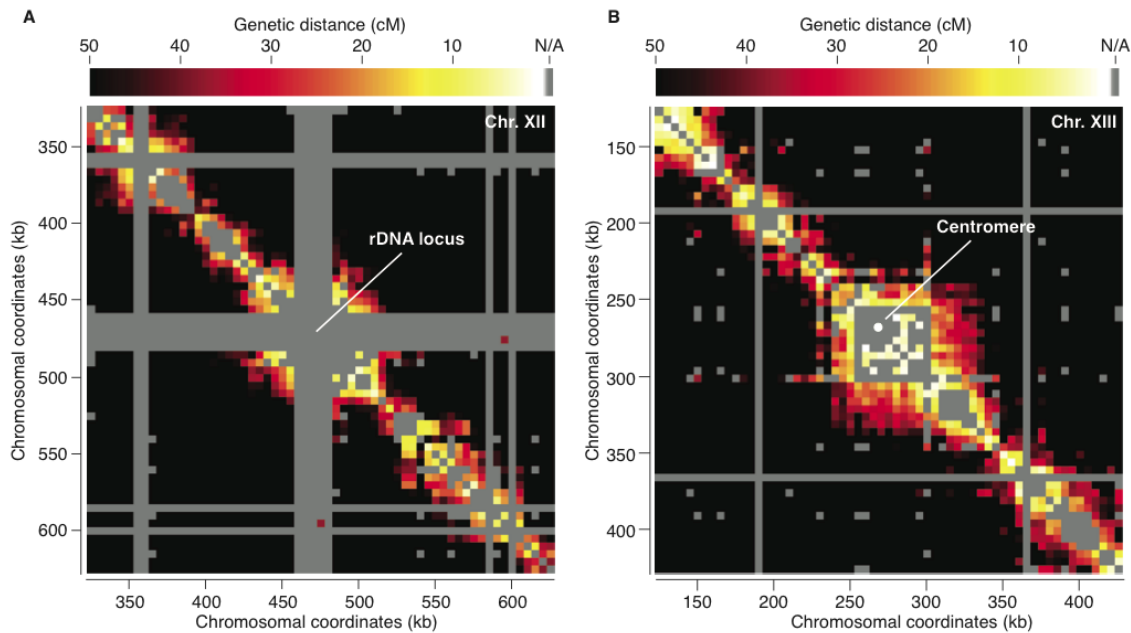 A
Genetic distance (cM)
50 40 30 20 10 N/A
Chr. XII
rDNA locus
Chromosomal coordinates (kb)
350
400
450
500
550
600
350 400 450 500 550 600
Chromosomal coordinates (kb)
B
Genetic distance (cM)
50 40 30 20 10 N/A
Chr. XIII
Centromere
Chromosomal coordinates (kb)
150
200
250
300
350
400
150 200 250 300 350 400
Chromosomal coordinates (kb)